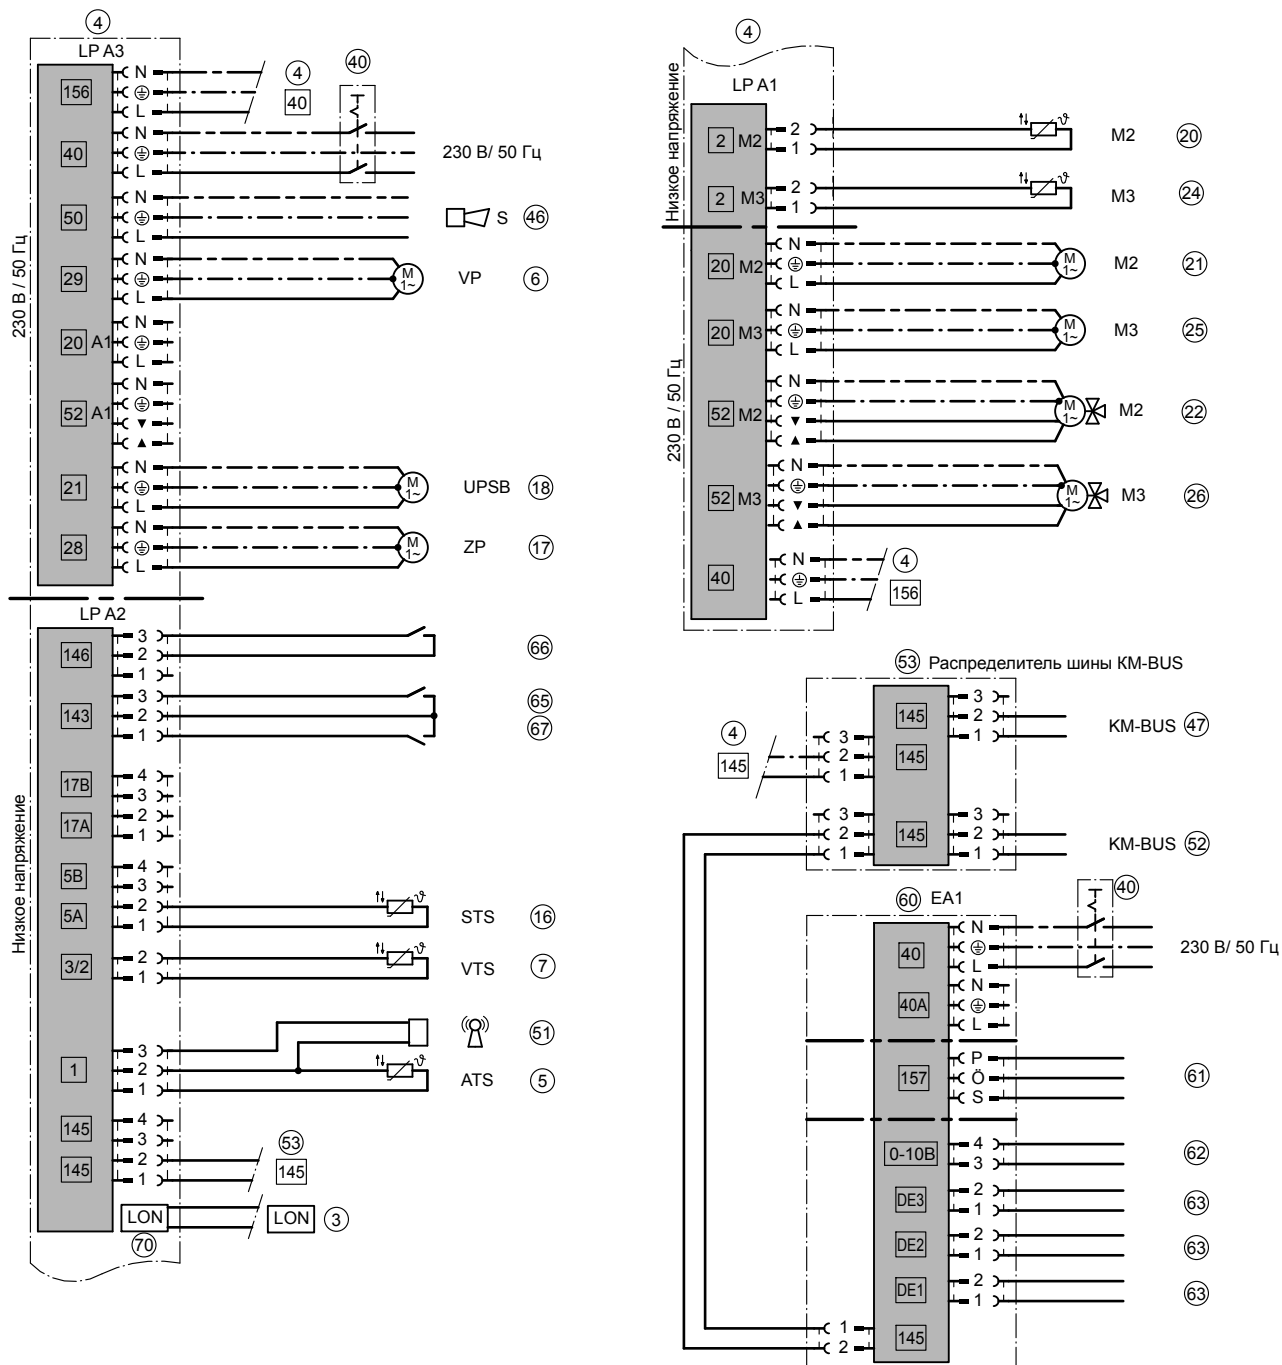 4
LP A3
156
N
L
4
40
40
40
N
L
230 В/ 50 Гц
50
N
L
S
46
29
N
L
M
1~
VP
6
20
A1
N
L
52
A1
N
▼
▲
21
N
L
M
1~
UPSB
18
28
N
L
M
1~
ZP
17
230 В / 50 Гц
LP A2
146
3
2
1
66
143
3
2
1
65
67
17B
4
3
17A
2
1
5B
4
3
5A
2
1
ϑ
STS
16
3/2
2
1
ϑ
VTS
7
1
3
2
1
51
ϑ
ATS
5
145
4
3
145
2
1
53
145
LON
LON
3
70
Низкое напряжение
4
LP A1
Низкое напряжение
2
M2
2
1
ϑ
M2
20
2
M3
2
1
ϑ
M3
24
20
M2
N
L
M
1~
M2
21
20
M3
N
L
M
1~
M3
25
52
M2
N
▼
▲
M
1~
M2
22
52
M3
N
▼
▲
M
1~
M3
26
40
N
L
4
156
230 В / 50 Гц
53 Распределитель шины KM-BUS
145
3
2
1
KM-BUS 47
4
145
3
2
1
145
3
2
1
145
3
2
1
KM-BUS 52
60 EA1
40
40
N
L
230 В/ 50 Гц
40A
N
L
157
P
Ö
S
61
0-10В
4
3
62
DE3
2
1
63
DE2
2
1
63
DE1
2
1
63
1
2
145